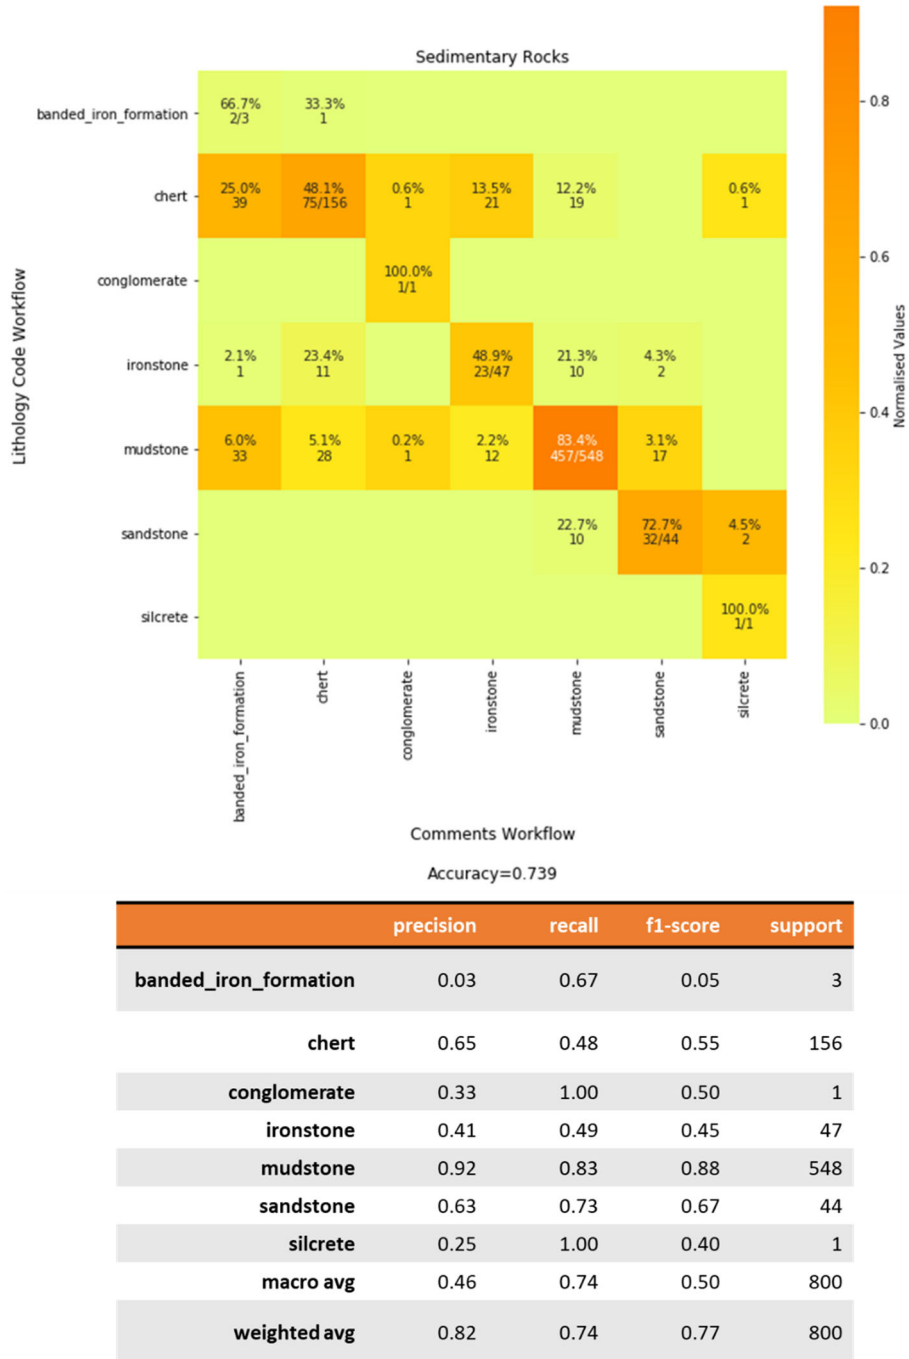 Sedimentary Rocks
banded_iron_formation
66.7% 33.3%
2/3 1
chert
25.0% 48.1% 0.6% 13.5% 12.2% 0.6%
39 75/156 1 21 19 1
conglomerate
100.0%
1/1
ironstone
2.1% 23.4% 48.9% 21.3% 4.3%
1 11 23/47 10 2
mudstone
6.0% 5.1% 0.2% 2.2% 83.4% 3.1%
33 28 1 12 457/548 17
sandstone
22.7% 72.7% 4.5%
10 32/44 2
silcrete
100.0%
1/1
Lithology Code Workflow
banded_iron_formation
chert
conglomerate
ironstone
mudstone
sandstone
silcrete
Comments Workflow
Accuracy=0.739
0.8
0.6
0.4
0.2
0.0
Normalised Values
precision recall f1-score support
banded_iron_formation 0.03 0.67 0.05 3
chert 0.65 0.48 0.55 156
conglomerate 0.33 1.00 0.50 1
ironstone 0.41 0.49 0.45 47
mudstone 0.92 0.83 0.88 548
sandstone 0.63 0.73 0.67 44
silcrete 0.25 1.00 0.40 1
macro avg 0.46 0.74 0.50 800
weighted avg 0.82 0.74 0.77 800